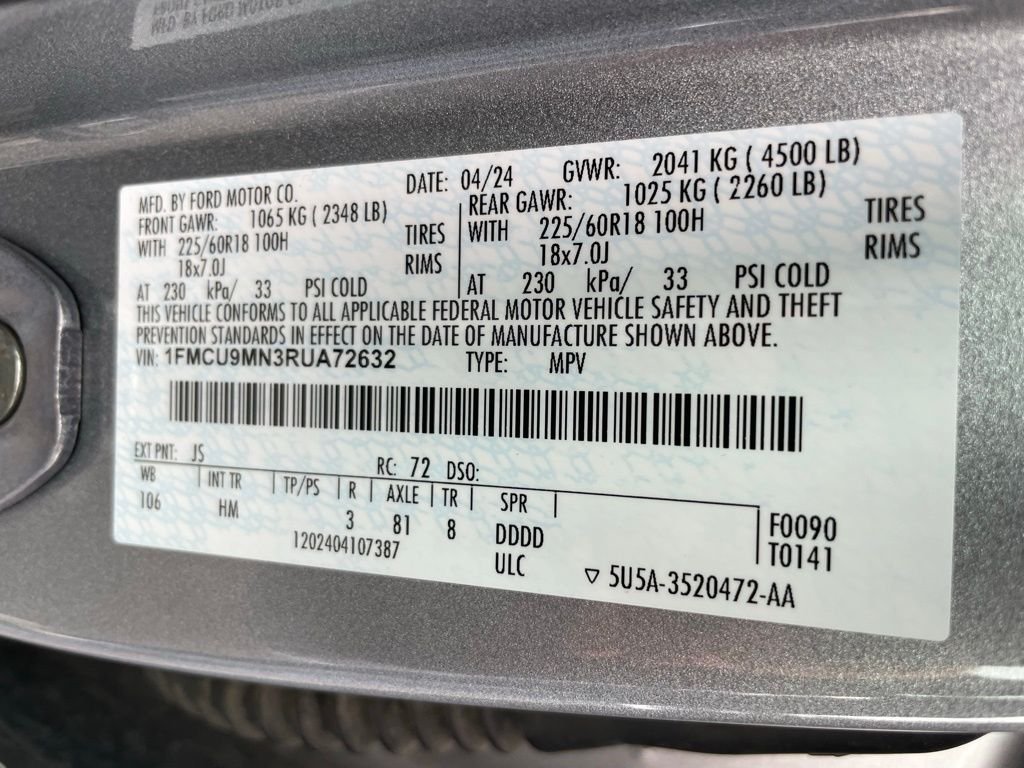 MFD. BY FORD MOTOR CO. DATE: 04/24 GVWR: 2041 KG ( 4500 LB)
FRONT GAWR: 1065 KG ( 2348 LB) REAR GAWR: 1025 KG ( 2260 LB)
WITH 225/60R18 100H TIRES WITH 225/60R18 100H TIRES
18x7.0J RIMS 18x7.0J RIMS
AT 230 kPa/ 33 PSI COLD AT 230 kPa/ 33 PSI COLD
THIS VEHICLE CONFORMS TO ALL APPLICABLE FEDERAL MOTOR VEHICLE SAFETY AND THEFT
PREVENTION STANDARDS IN EFFECT ON THE DATE OF MANUFACTURE SHOWN ABOVE.
VIN: 1FMCU9MN3RUA72632 TYPE: MPV
EXT PNT: JS RC: 72 DSO:
WB INT TR TP/PS R AXLE TR SPR
106 HM 3 81 8 DDDD F0090
1202404107387 ULC T0141
▽ 5U5A-3520472-AA